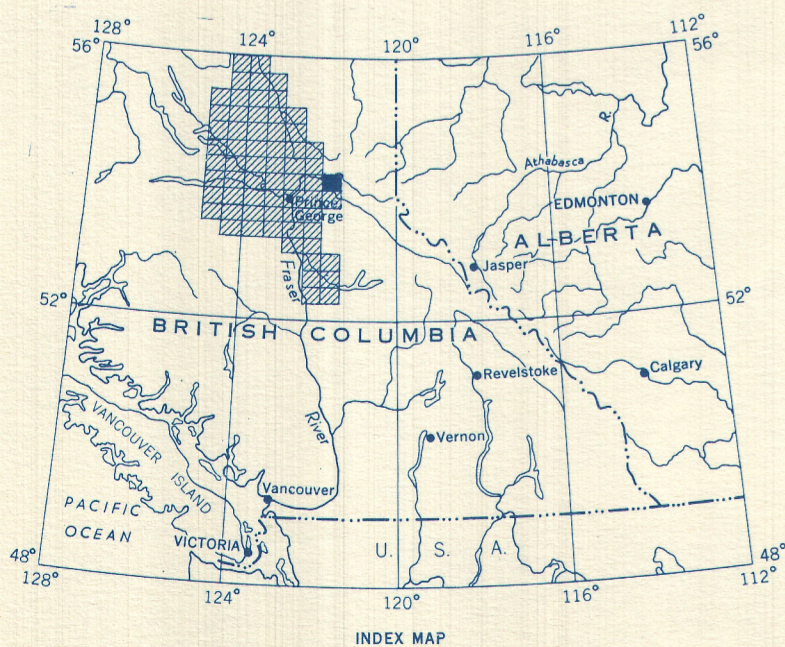 128°
124°
120°
116°
112°
56°
56°
R.
Athabasca
EDMONTON
Prince
George
ALBERTA
Jasper
Fraser
52°
52°
BRITISH COLUMBIA
Revelstoke
Calgary
VANCOUVER ISLAND
River
Vernon
Vancouver
PACIFIC
OCEAN
VICTORIA
U. S. A.
48°
48°
128°
112°
124°
120°
116°
INDEX MAP